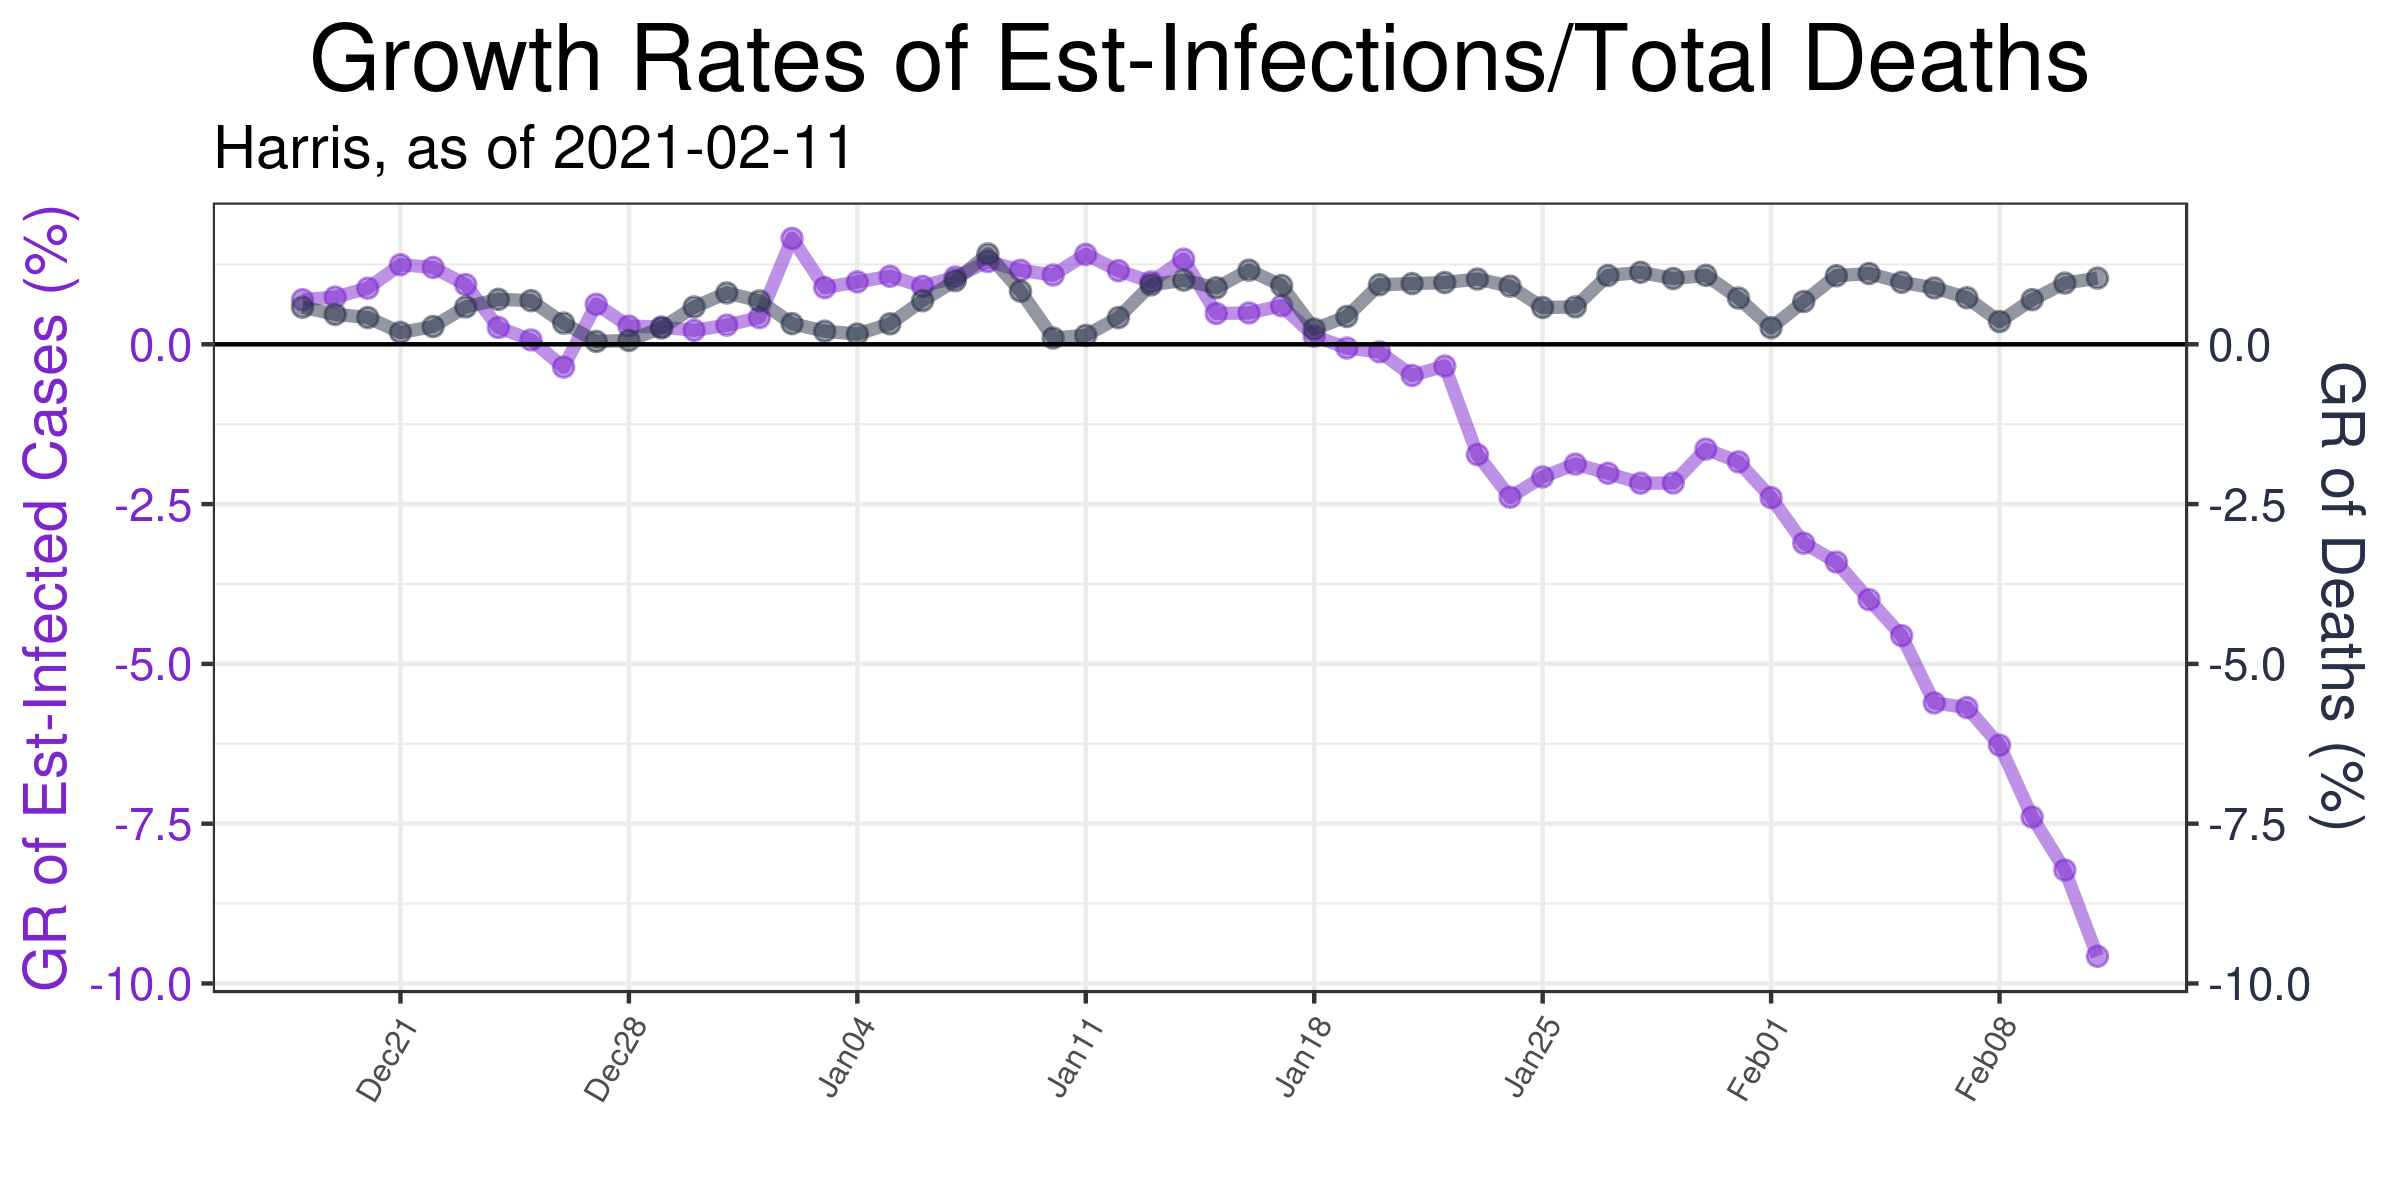 Growth Rates of Est-Infections/Total Deaths
Harris, as of 2021-02-11
GR of Est-Infected Cases (%)
0.0
-2.5
-5.0
-7.5
-10.0
0.0
-2.5
-5.0
-7.5
-10.0
GR of Deaths (%)
Dec21
Dec28
Jan04
Jan11
Jan18
Jan25
Feb01
Feb08